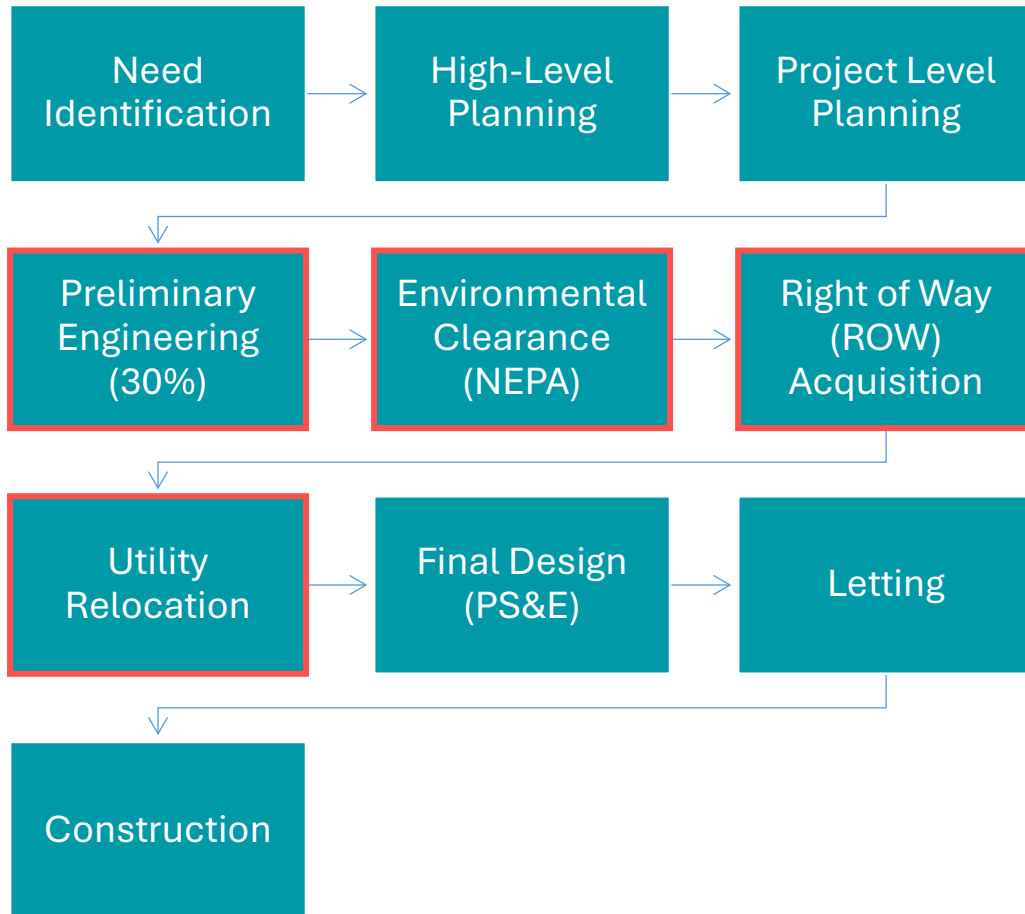 Need
Identification
High-Level
Planning
Project Level
Planning
Preliminary
Engineering
(30%)
Environmental
Clearance
(NEPA)
Right of Way
(ROW)
Acquisition
Utility
Relocation
Final Design
(PS&E)
Letting
Construction